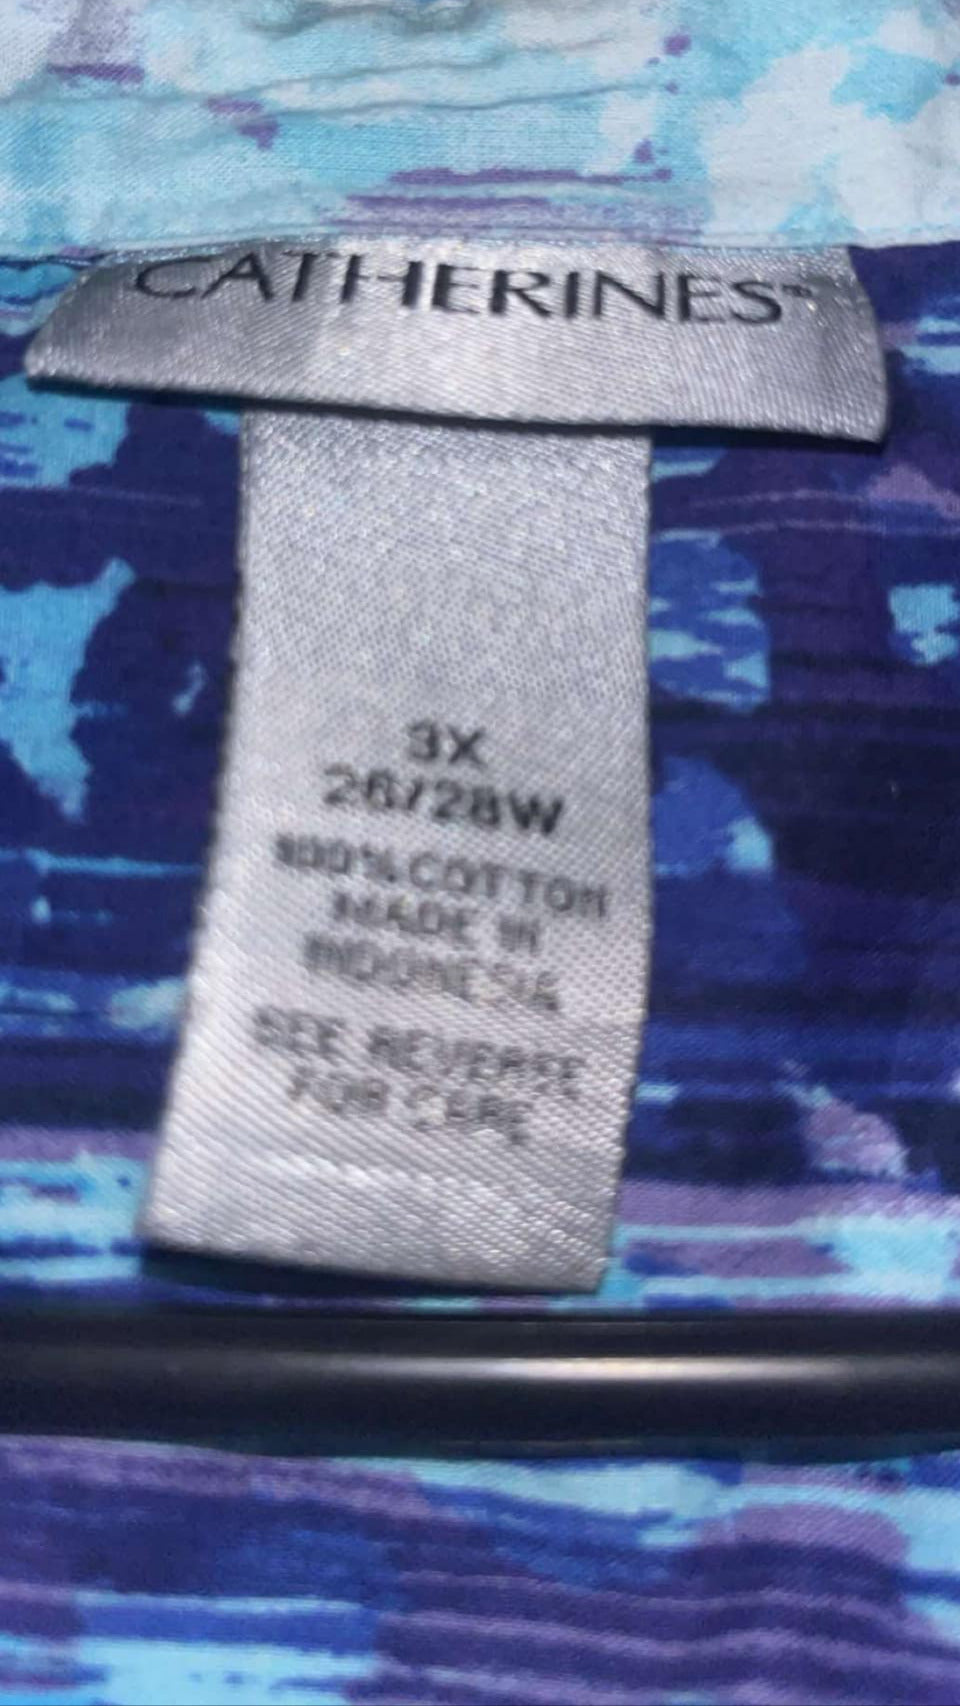 CATHERINES
3X
26/28W
100% COTTON
MADE IN
INDONESIA
SEE REVERSE
FOR CARE